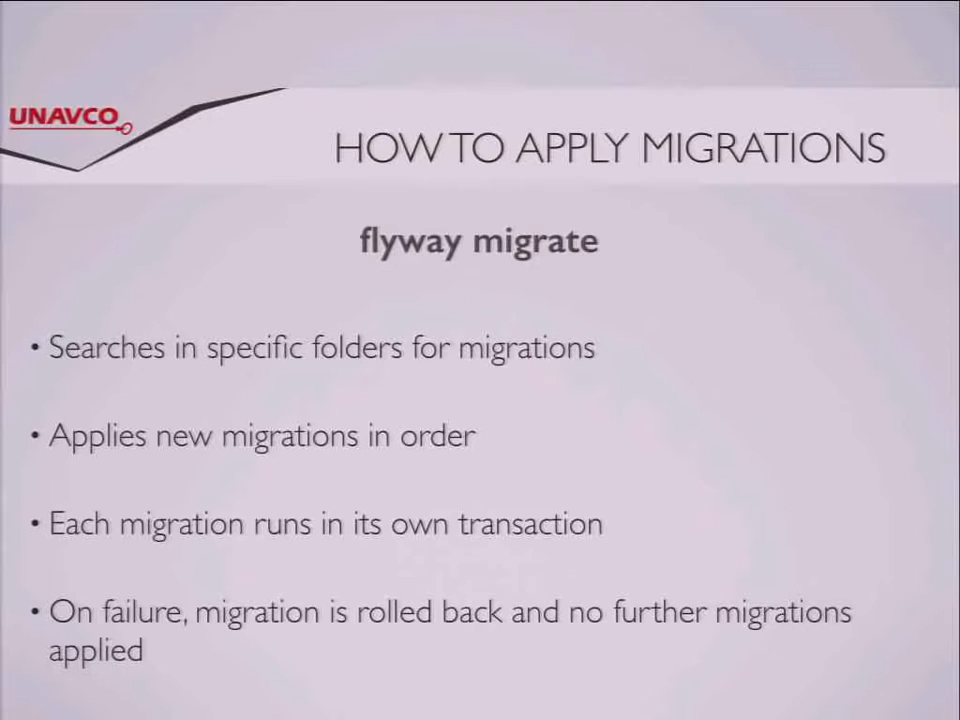 UNAVCO
HOW TO APPLY MIGRATIONS
flyway migrate
• Searches in specific folders for migrations
• Applies new migrations in order
• Each migration runs in its own transaction
• On failure, migration is rolled back and no further migrations
applied